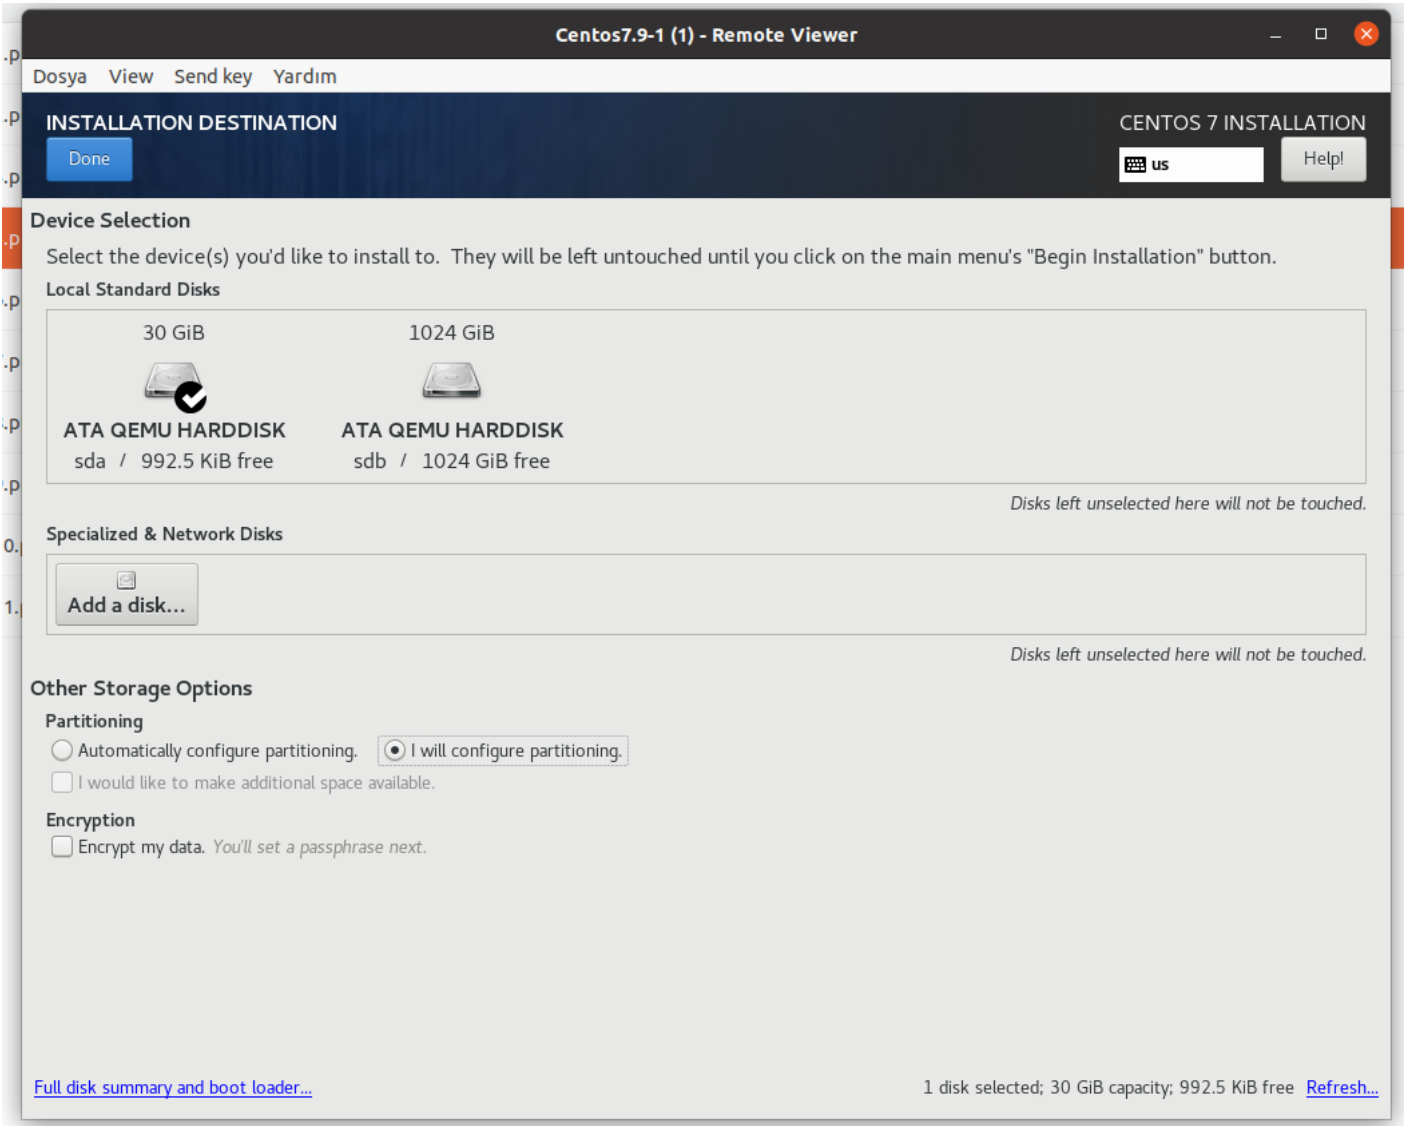 Centos7.9-1 (1) - Remote Viewer
Dosya View Send key Yardım
INSTALLATION DESTINATION
CENTOS 7 INSTALLATION
Done
us
Help!
Device Selection
Select the device(s) you'd like to install to. They will be left untouched until you click on the main menu's "Begin Installation" button.
Local Standard Disks
30 GiB
1024 GiB
ATA QEMU HARDDISK
ATA QEMU HARDDISK
sda / 992.5 KiB free
sdb / 1024 GiB free
Disks left unselected here will not be touched.
Specialized & Network Disks
Add a disk...
Disks left unselected here will not be touched.
Other Storage Options
Partitioning
Automatically configure partitioning. I will configure partitioning.
I would like to make additional space available.
Encryption
Encrypt my data. You'll set a passphrase next.
Full disk summary and boot loader...
1 disk selected; 30 GiB capacity; 992.5 KiB free Refresh...